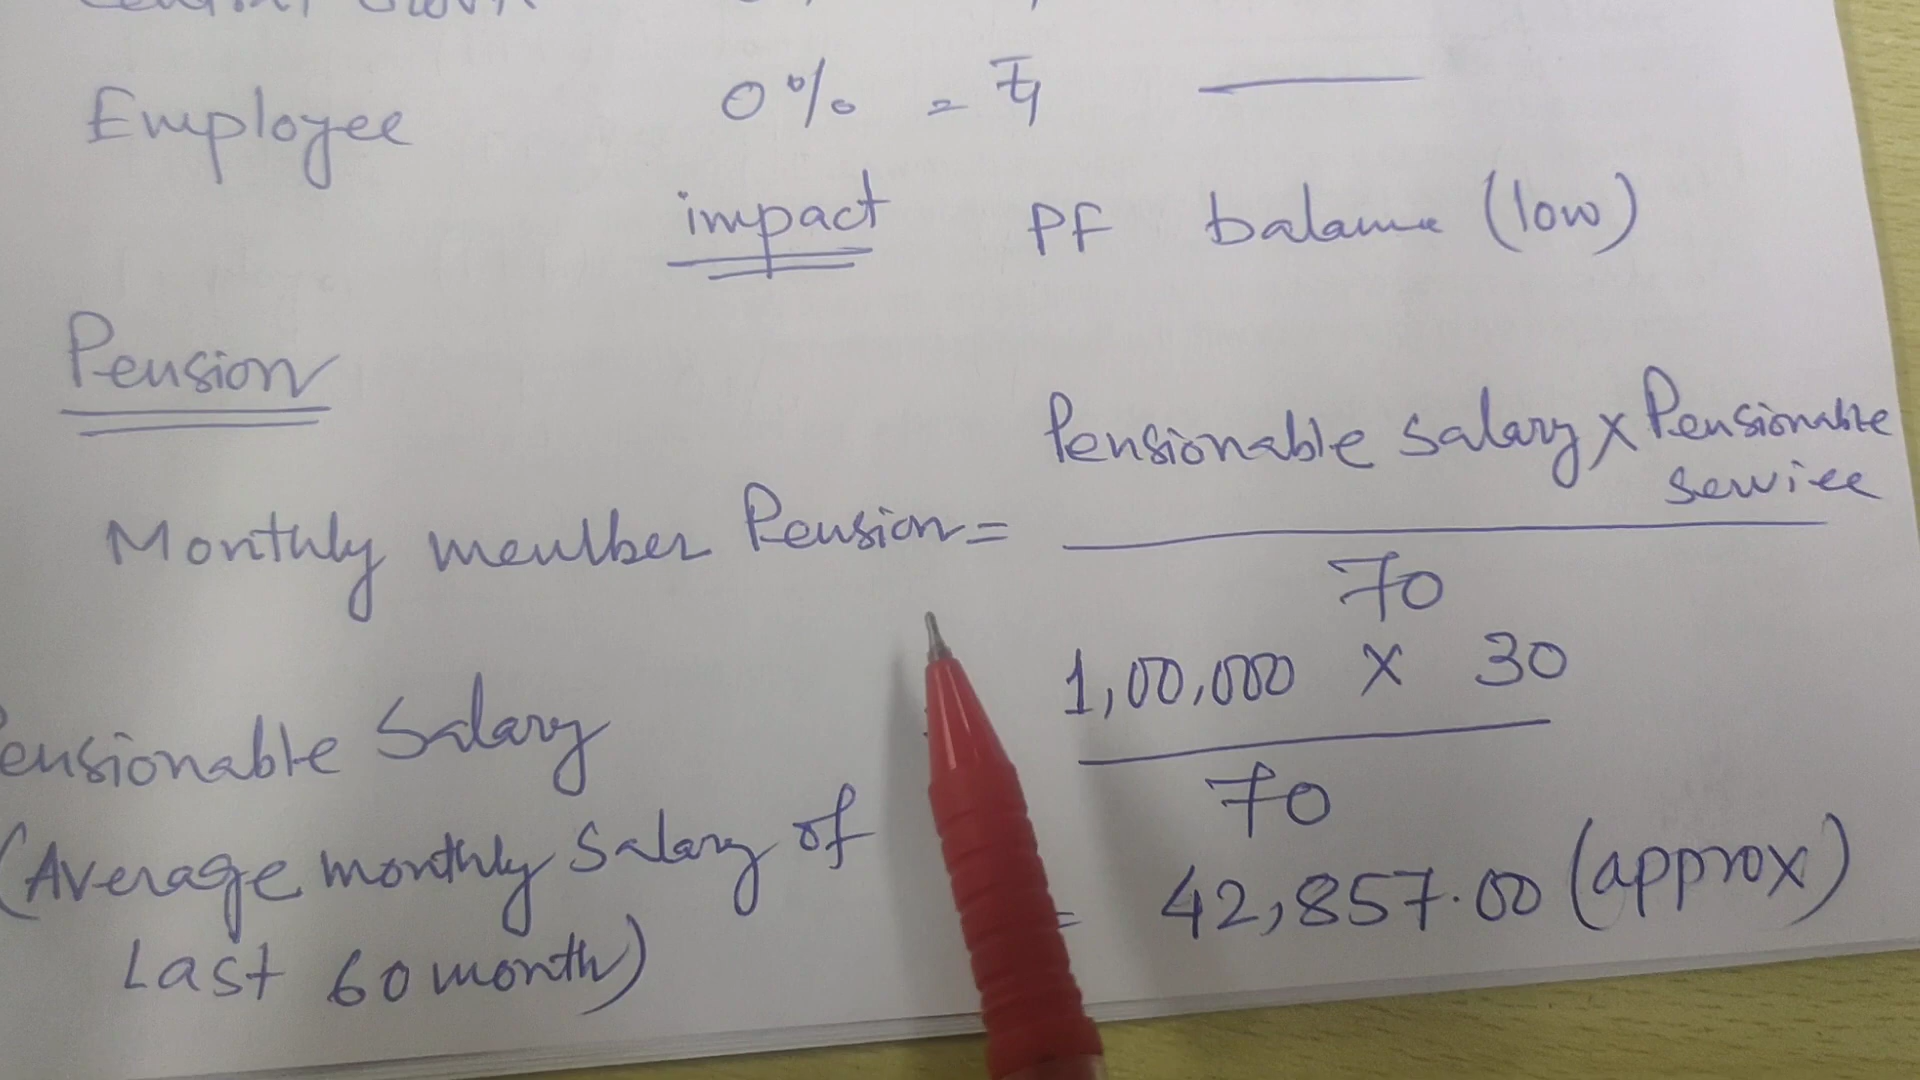 Employee 0% = ₹ —
impact PF balance (low)
Pension
Monthly member Pension = Pensionable Salary x Pensionable service
70
1,00,000 x 30
70
Pensionable Salary
(Average monthly Salary of
Last 60 month)
= 42,857.00 (approx)